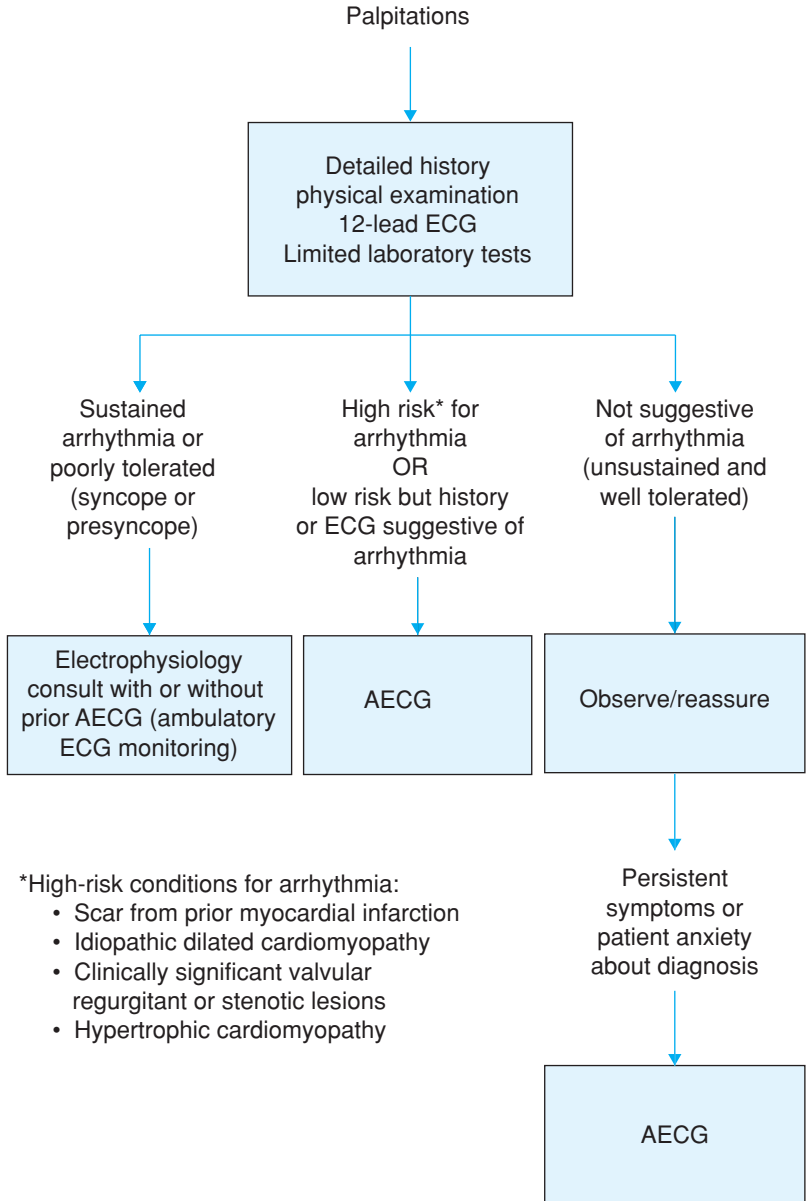 Palpitations
Detailed history
physical examination
12-lead ECG
Limited laboratory tests
Sustained
arrhythmia or
poorly tolerated
(syncope or
presyncope)
High risk* for
arrhythmia
OR
low risk but history
or ECG suggestive of
arrhythmia
Not suggestive
of arrhythmia
(unsustained and
well tolerated)
Electrophysiology
consult with or without
prior AECG (ambulatory
ECG monitoring)
AECG
Observe/reassure
*High-risk conditions for arrhythmia:
• Scar from prior myocardial infarction
• Idiopathic dilated cardiomyopathy
• Clinically significant valvular
regurgitant or stenotic lesions
• Hypertrophic cardiomyopathy
Persistent
symptoms or
patient anxiety
about diagnosis
AECG